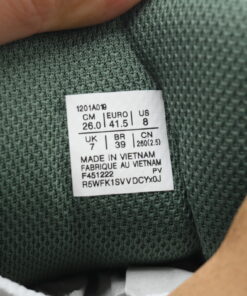 1201A019
CM EURO US
26.0 41.5 8
UK BR CN
7 39 260(2.5)
MADE IN VIETNAM
FABRIQUE AU VIETNAM
F451222 PV
R5WFK1SVVDCYx0J